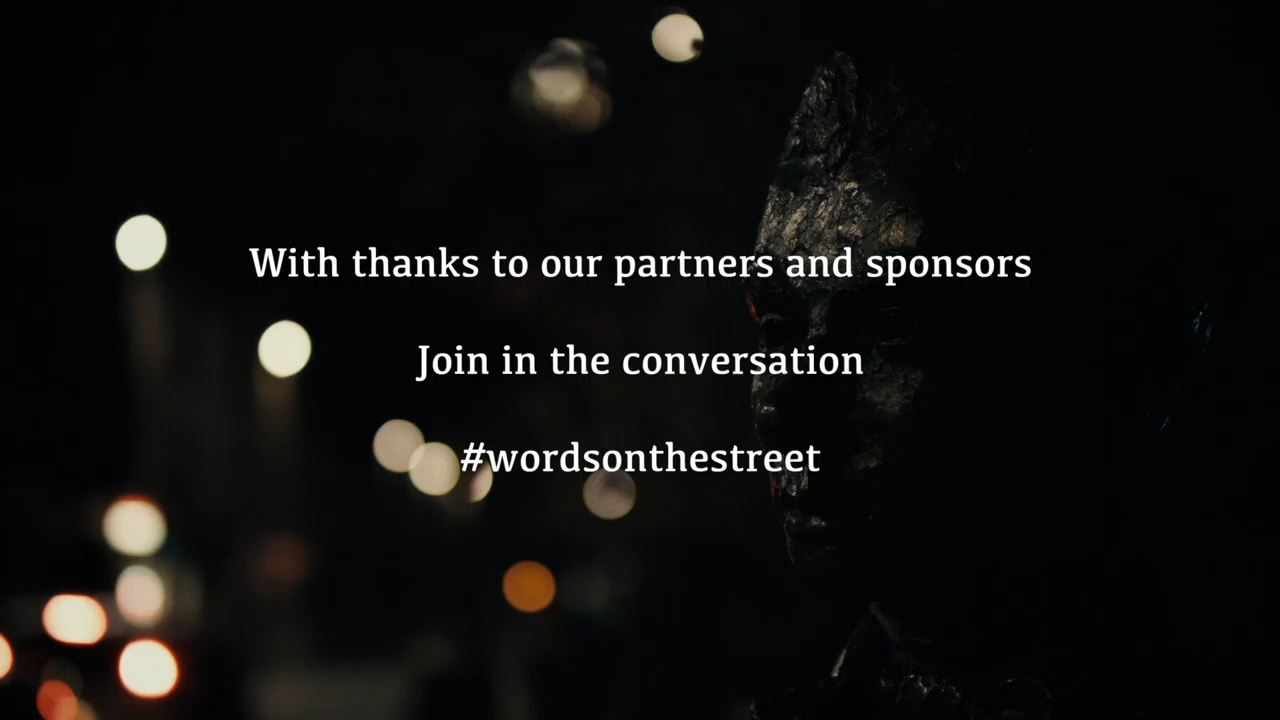 With thanks to our partners and sponsors
Join in the conversation
#wordsonthestreet